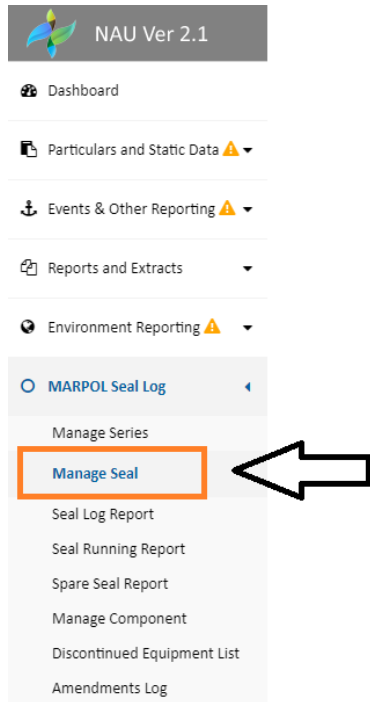 NAU Ver 2.1
Dashboard
Particulars and Static Data
Events & Other Reporting
Reports and Extracts
Environment Reporting
MARPOL Seal Log
Manage Series
Manage Seal
Seal Log Report
Seal Running Report
Spare Seal Report
Manage Component
Discontinued Equipment List
Amendments Log